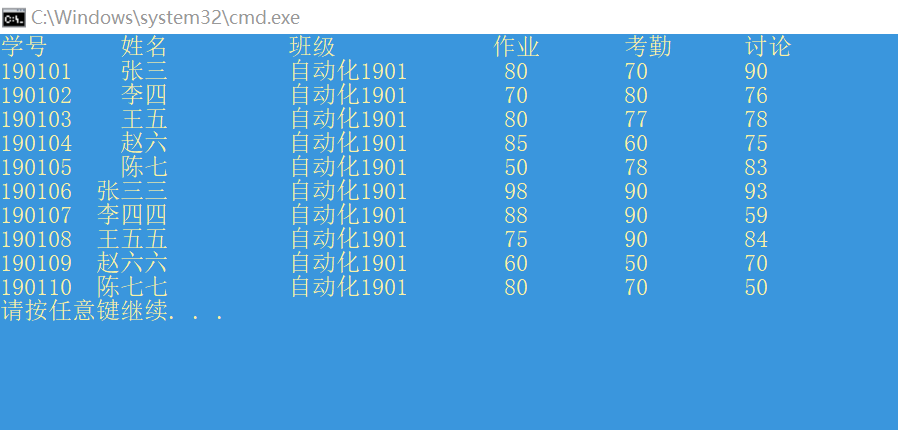 C:\Windows\system32\cmd.exe
学号 姓名 班级 作业 考勤 讨论
190101 张三 自动化1901 80 70 90
190102 李四 自动化1901 70 80 76
190103 王五 自动化1901 80 77 78
190104 赵六 自动化1901 85 60 75
190105 陈七 自动化1901 50 78 83
190106 张三三 自动化1901 98 90 93
190107 李四四 自动化1901 88 90 59
190108 王五五 自动化1901 75 90 84
190109 赵六六 自动化1901 60 50 70
190110 陈七七 自动化1901 80 70 50
请按任意键继续. . .